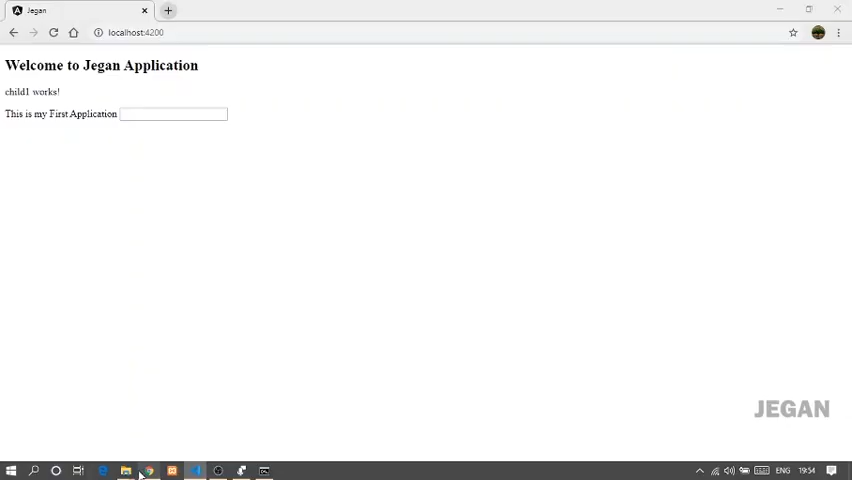 Jegan
localhost:4200
Welcome to Jegan Application
child1 works!
This is my First Application
JEGAN
ENG
19:54